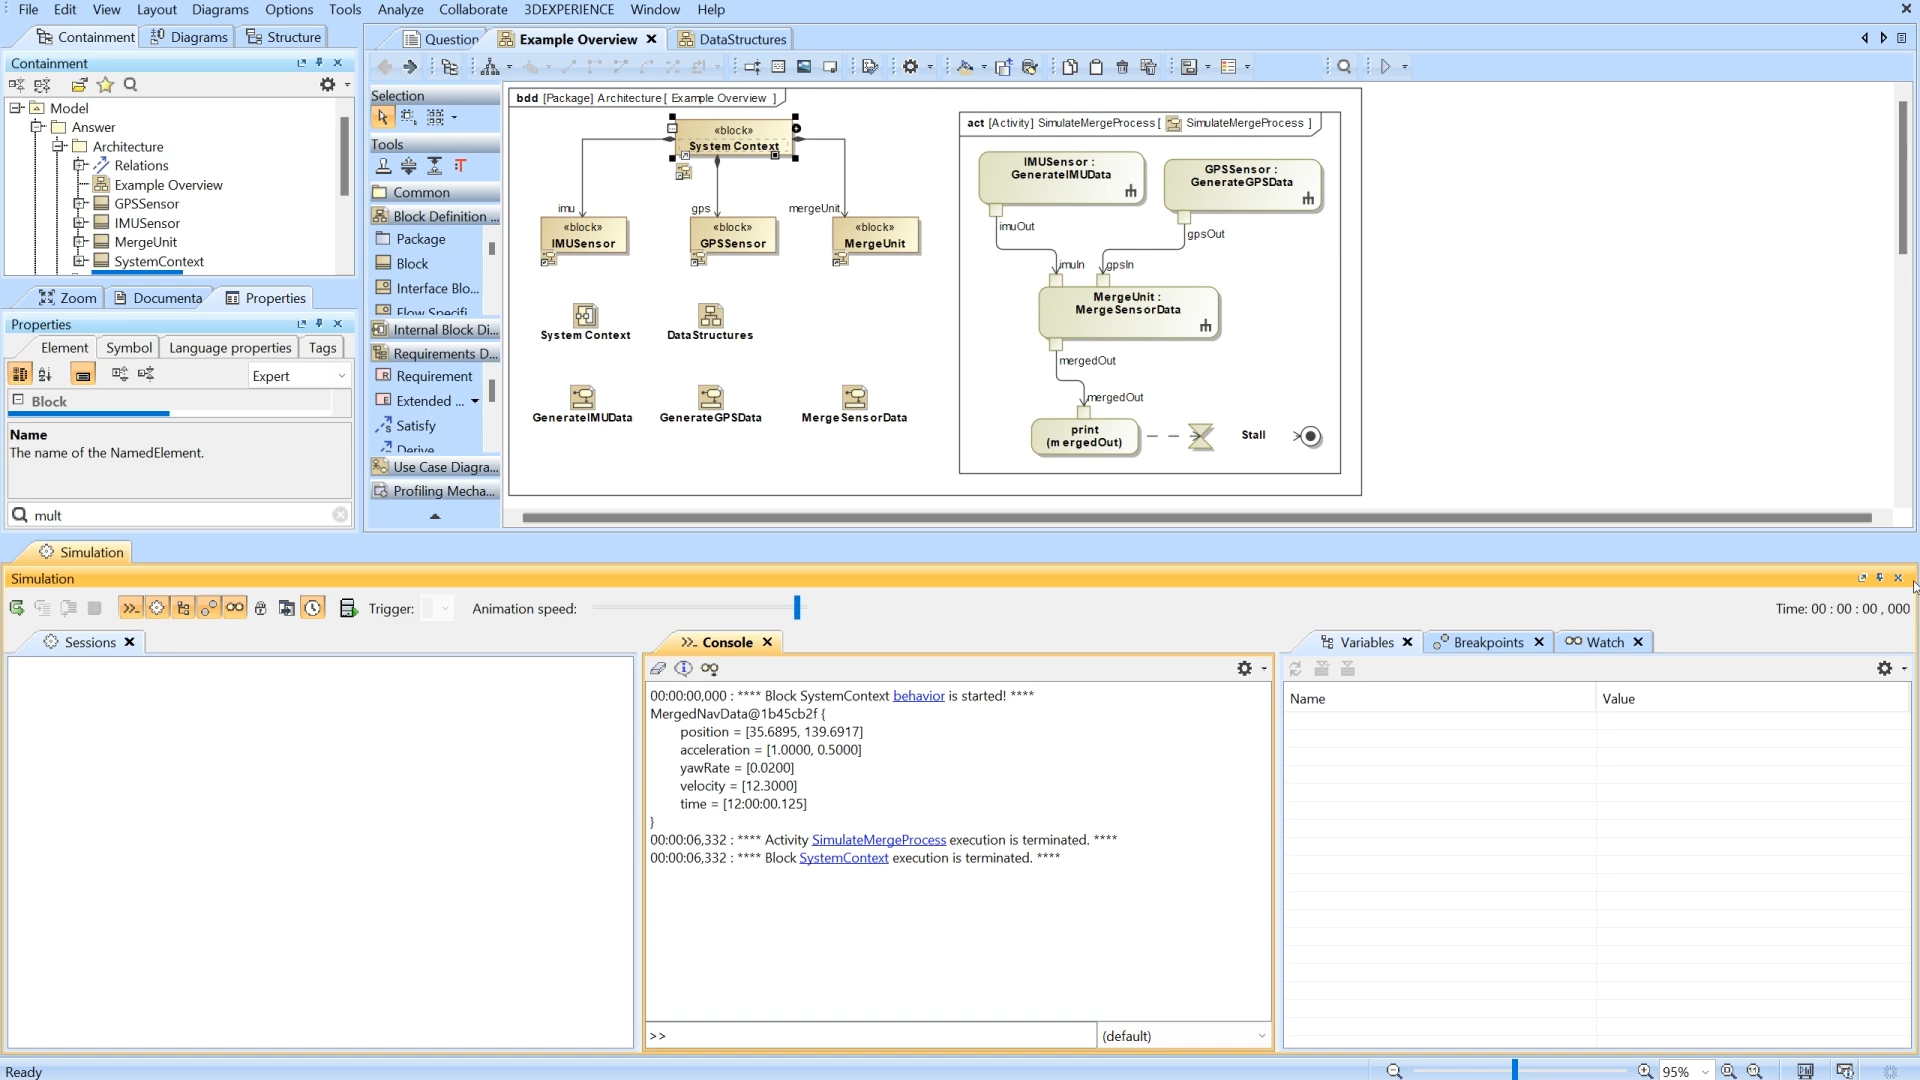 File Edit View Layout Diagrams Options Tools Analyze Collaborate 3DEXPERIENCE Window Help
Containment Diagrams Structure
Containment
Model
Answer
Architecture
Relations
Example Overview
GPSSensor
IMUSensor
MergeUnit
SystemContext
Zoom Documenta Properties
Properties
Element Symbol Language properties Tags
Expert
Block
Name
The name of the NamedElement.
mult
Question Example Overview DataStructures
Selection
Tools
Common
Block Definition ...
Package
Block
Interface Blo...
Flow Specifi
Internal Block Di...
Requirements D...
Requirement
Extended ...
Satisfy
Derive
Use Case Diagra...
Profiling Mecha...
bdd [Package] Architecture [ Example Overview ]
«block»
System Context
imu gps mergeUnit
«block»
IMUSensor
«block»
GPSSensor
«block»
MergeUnit
System Context
DataStructures
GenerateIMUData
GenerateGPSData
MergeSensorData
act [Activity] SimulateMergeProcess [ SimulateMergeProcess ]
IMUSensor :
GenerateIMUData
GPSSensor :
GenerateGPSData
imuOut
gpsOut
imuIn
gpsIn
MergeUnit :
MergeSensorData
mergedOut
mergedOut
print
(mergedOut)
Stall
Simulation
Simulation
Trigger: Animation speed: Time: 00 : 00 : 00 , 000
Sessions
>>_ Console
00:00:00,000 : **** Block SystemContext behavior is started! ****
MergedNavData@1b45cb2f {
position = [35.6895, 139.6917]
acceleration = [1.0000, 0.5000]
yawRate = [0.0200]
velocity = [12.3000]
time = [12:00:00.125]
}
00:00:06,332 : **** Activity SimulateMergeProcess execution is terminated. ****
00:00:06,332 : **** Block SystemContext execution is terminated. ****
>> (default)
Variables Breakpoints Watch
Name Value
Ready
95%